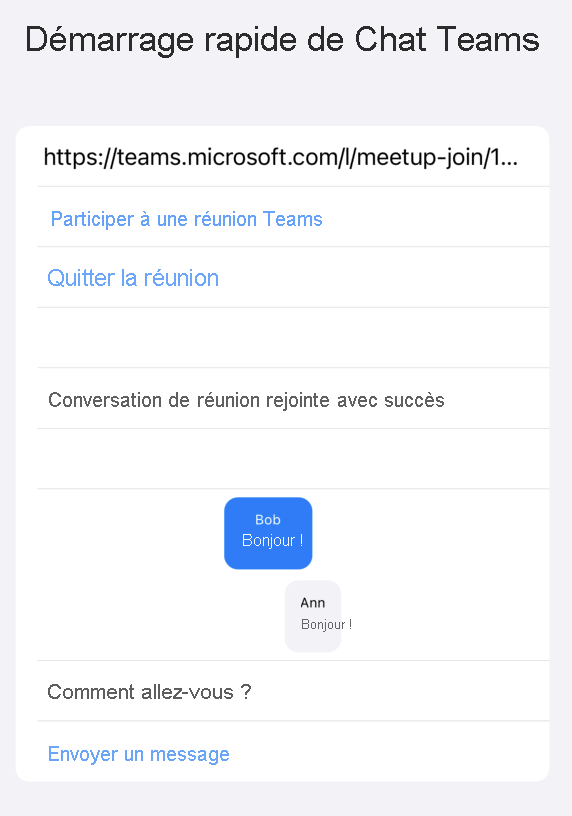 Démarrage rapide de Chat Teams
https://teams.microsoft.com/l/meetup-join/1...
Participer à une réunion Teams
Quitter la réunion
Conversation de réunion rejointe avec succès
Bob
Bonjour !
Ann
Bonjour !
Comment allez-vous ?
Envoyer un message